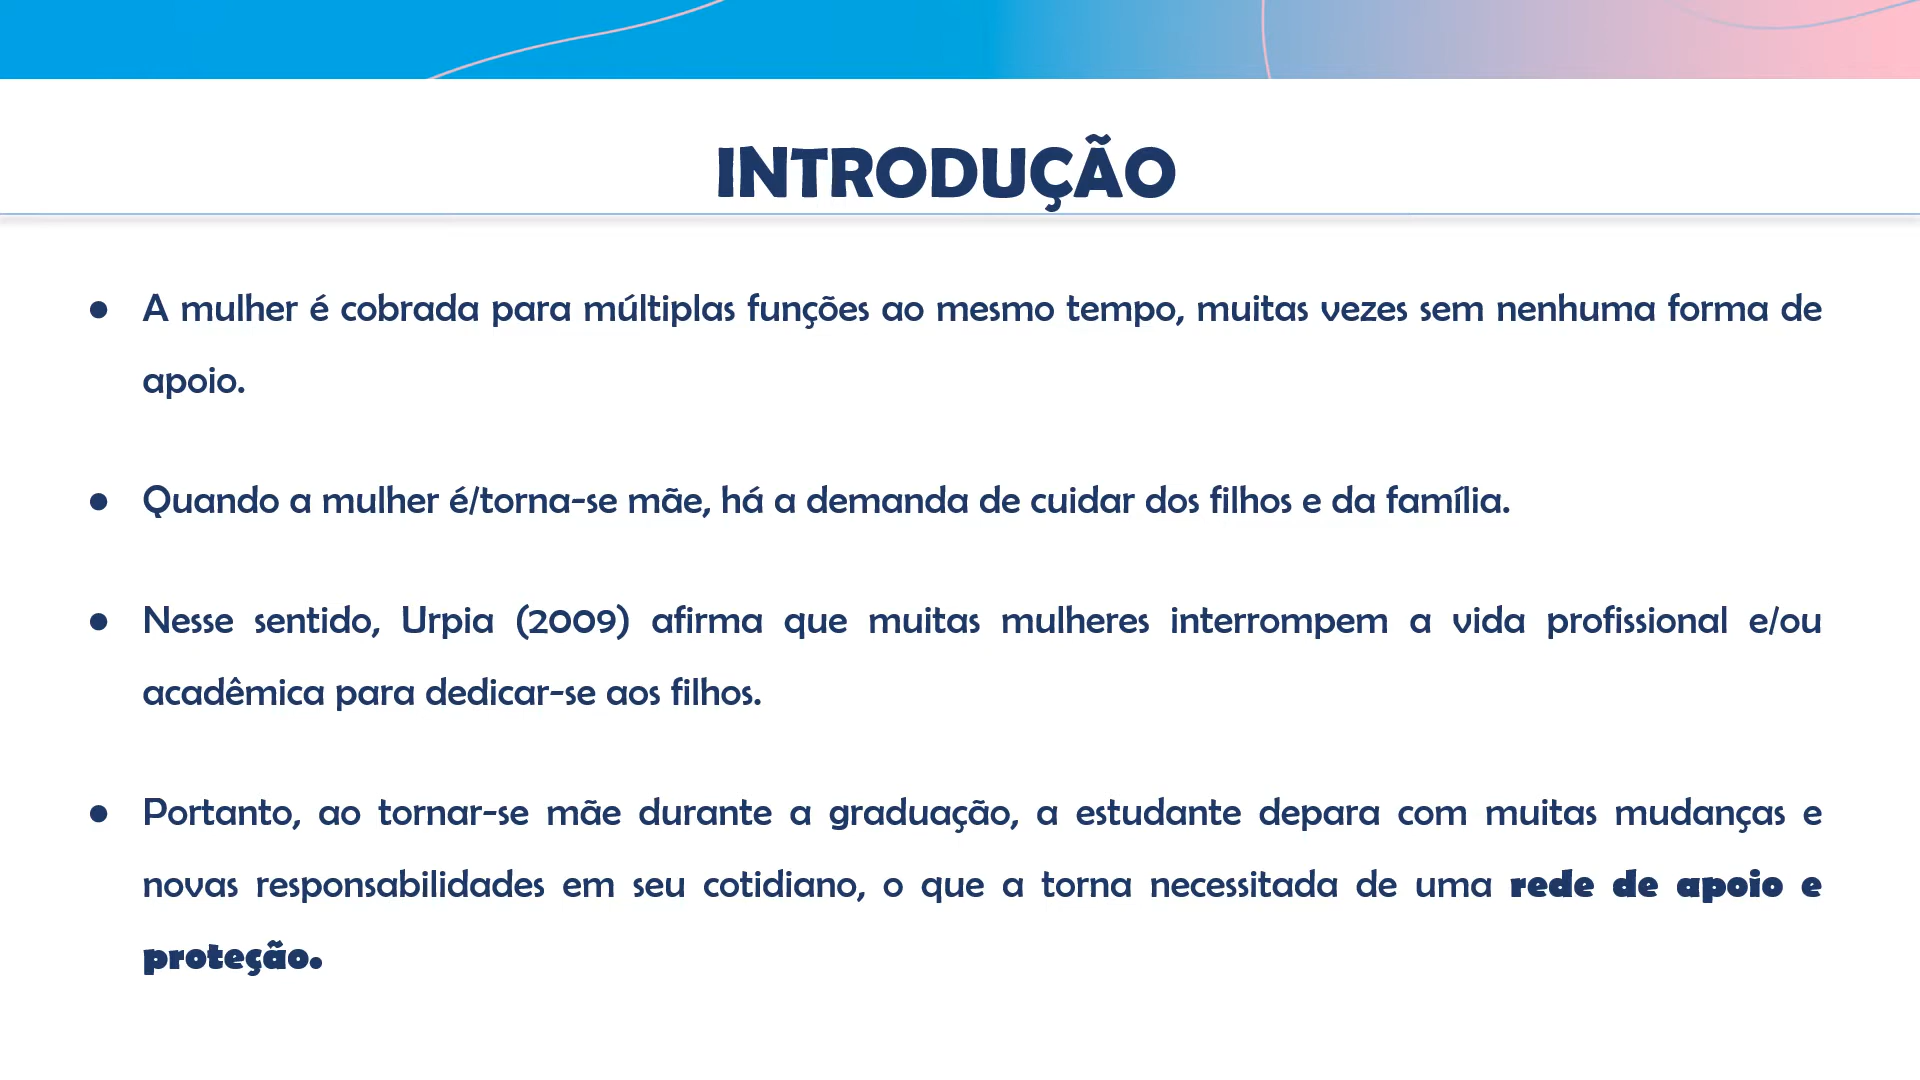 INTRODUÇÃO
● A mulher é cobrada para múltiplas funções ao mesmo tempo, muitas vezes sem nenhuma forma de
apoio.
● Quando a mulher é/torna-se mãe, há a demanda de cuidar dos filhos e da família.
● Nesse sentido, Urpia (2009) afirma que muitas mulheres interrompem a vida profissional e/ou
acadêmica para dedicar-se aos filhos.
● Portanto, ao tornar-se mãe durante a graduação, a estudante depara com muitas mudanças e
novas responsabilidades em seu cotidiano, o que a torna necessitada de uma rede de apoio e
proteção.